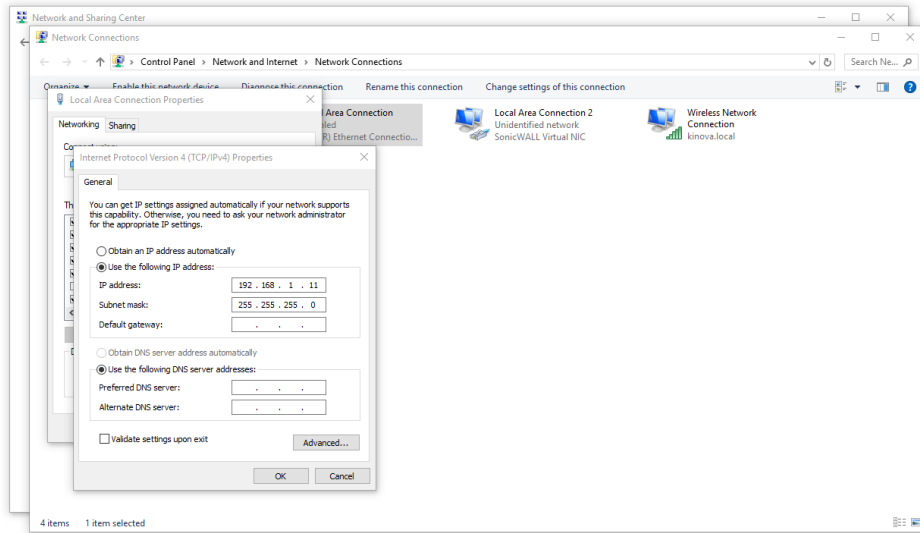 Network and Sharing Center
Network Connections
Control Panel > Network and Internet > Network Connections
Search Ne...
Organize
Enable this network device
Diagnose this connection
Rename this connection
Change settings of this connection
Local Area Connection Properties
Networking
Sharing
Area Connection
(R) Ethernet Connectio...
Local Area Connection 2
Unidentified network
SonicWALL Virtual NIC
Wireless Network
Connection
kinova.local
Internet Protocol Version 4 (TCP/IPv4) Properties
General
You can get IP settings assigned automatically if your network supports
this capability. Otherwise, you need to ask your network administrator
for the appropriate IP settings.
Obtain an IP address automatically
Use the following IP address:
IP address:
192 . 168 . 1 . 11
Subnet mask:
255 . 255 . 255 . 0
Default gateway:
. . .
Obtain DNS server address automatically
Use the following DNS server addresses:
Preferred DNS server:
. . .
Alternate DNS server:
. . .
Validate settings upon exit
Advanced...
OK
Cancel
4 items
1 item selected